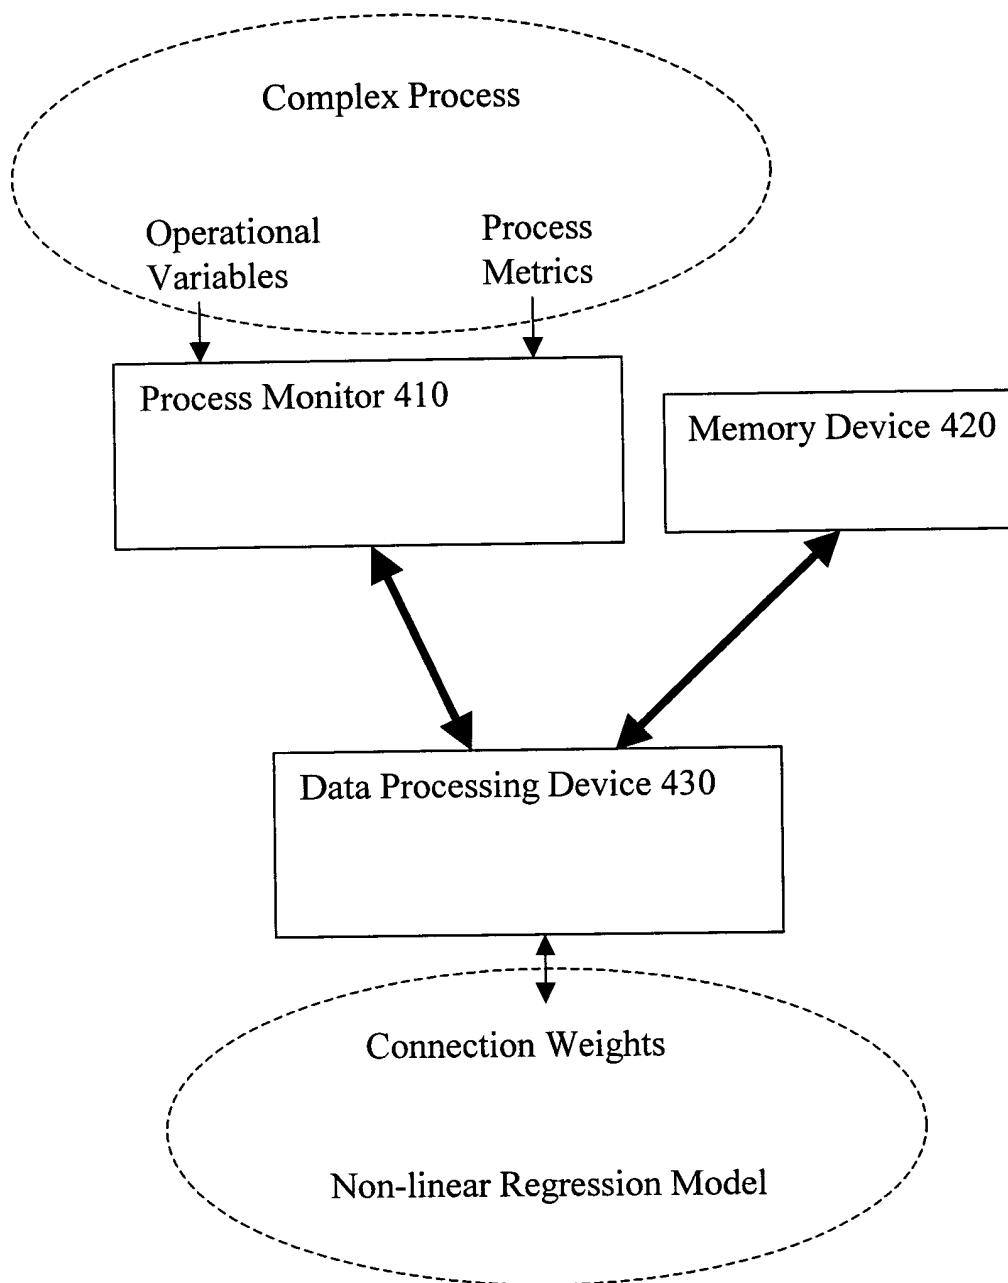 Complex Process
Operational
Variables
Process
Metrics
Process Monitor 410
Memory Device 420
Data Processing Device 430
Connection Weights
Non-linear Regression Model